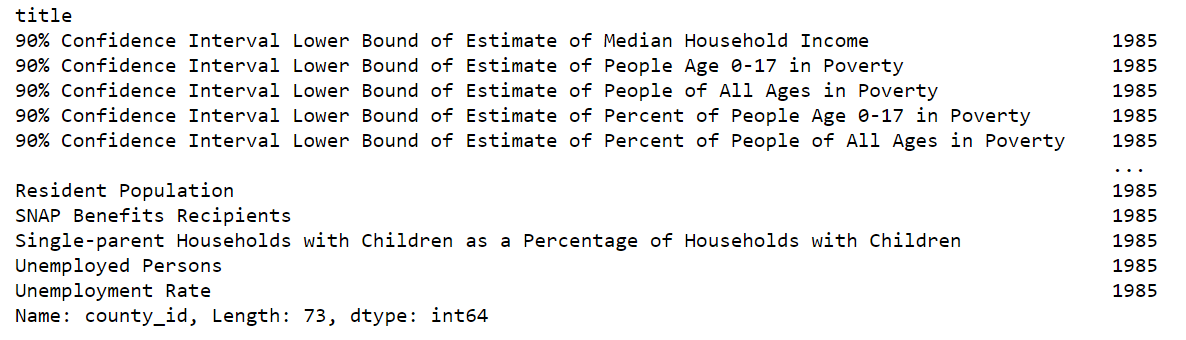 title
90% Confidence Interval Lower Bound of Estimate of Median Household Income 1985
90% Confidence Interval Lower Bound of Estimate of People Age 0-17 in Poverty 1985
90% Confidence Interval Lower Bound of Estimate of People of All Ages in Poverty 1985
90% Confidence Interval Lower Bound of Estimate of Percent of People Age 0-17 in Poverty 1985
90% Confidence Interval Lower Bound of Estimate of Percent of People of All Ages in Poverty 1985
...
Resident Population 1985
SNAP Benefits Recipients 1985
Single-parent Households with Children as a Percentage of Households with Children 1985
Unemployed Persons 1985
Unemployment Rate 1985
Name: county_id, Length: 73, dtype: int64